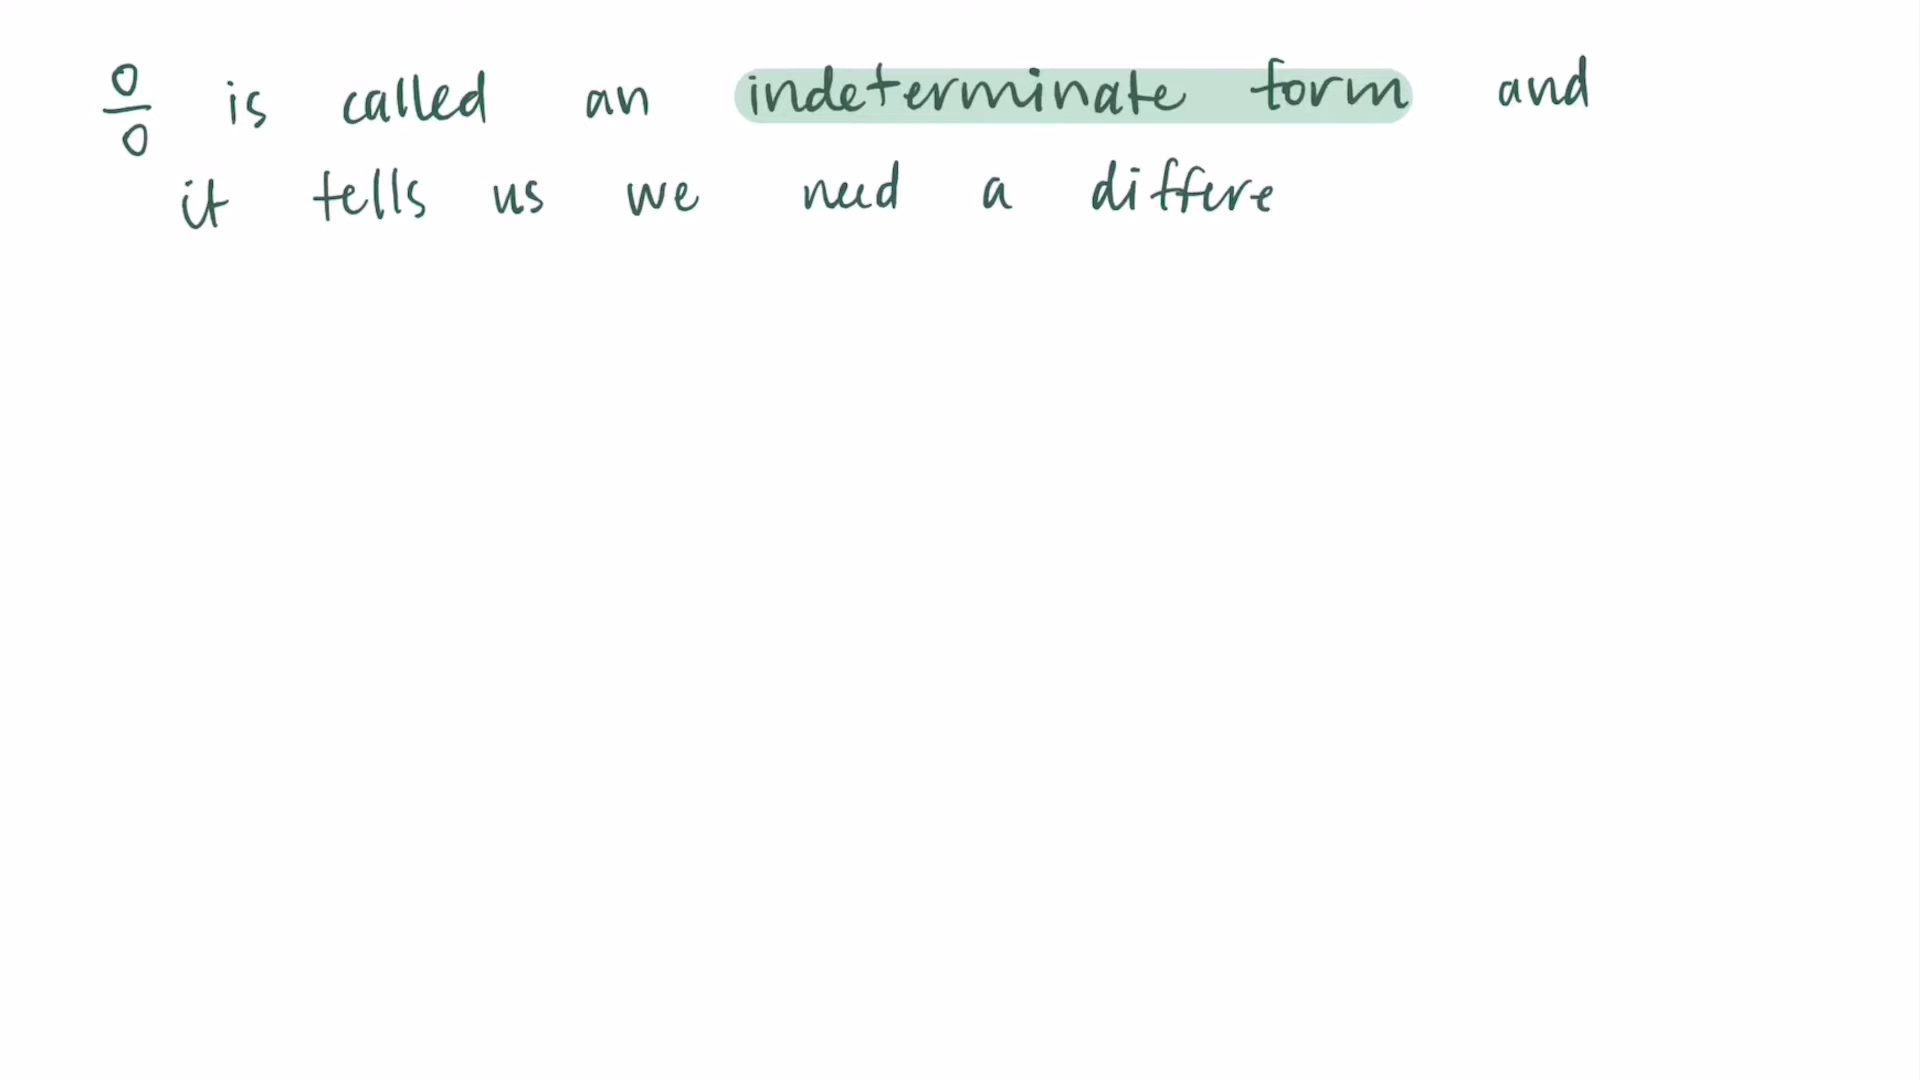 0/0 is called an indeterminate form and
it tells us we need a differe